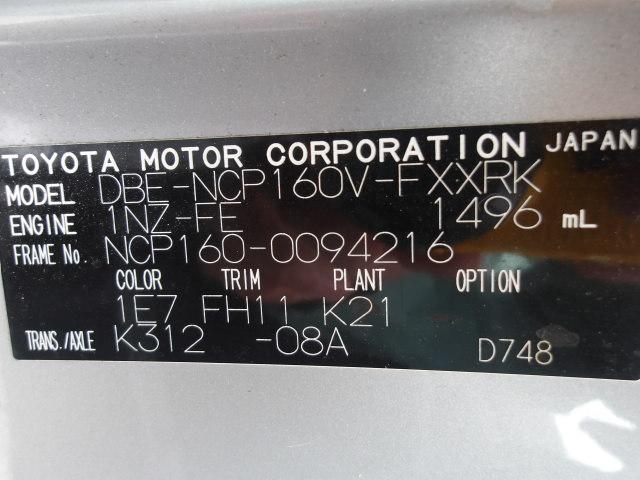 TOYOTA MOTOR CORPORATION JAPAN
MODEL DBE-NCP160V-FXXRK
ENGINE 1NZ-FE 1496 mL
FRAME No. NCP160-0094216
COLOR TRIM PLANT OPTION
1E7 FH11 K21
TRANS./AXLE K312 -08A D748